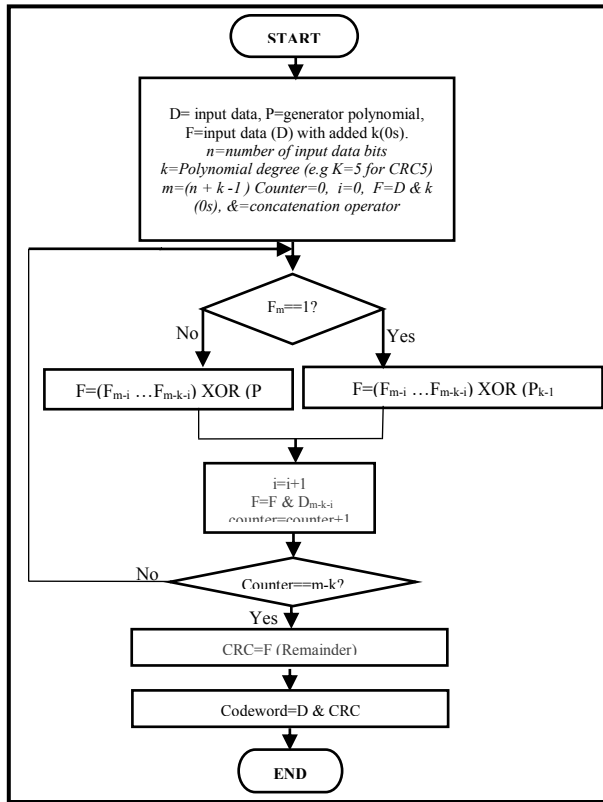 START
D= input data, P=generator polynomial,
F=input data (D) with added k(0s).
n=number of input data bits
k=Polynomial degree (e.g K=5 for CRC5)
m=(n + k -1 ) Counter=0, i=0, F=D & k
(0s), &=concatenation operator
Fm==1?
No
Yes
F=(Fm-i …Fm-k-i) XOR (P
F=(Fm-i …Fm-k-i) XOR (Pk-1
i=i+1
F=F & Dm-k-i
counter=counter+1
No
Counter==m-k?
Yes
CRC=F (Remainder)
Codeword=D & CRC
END